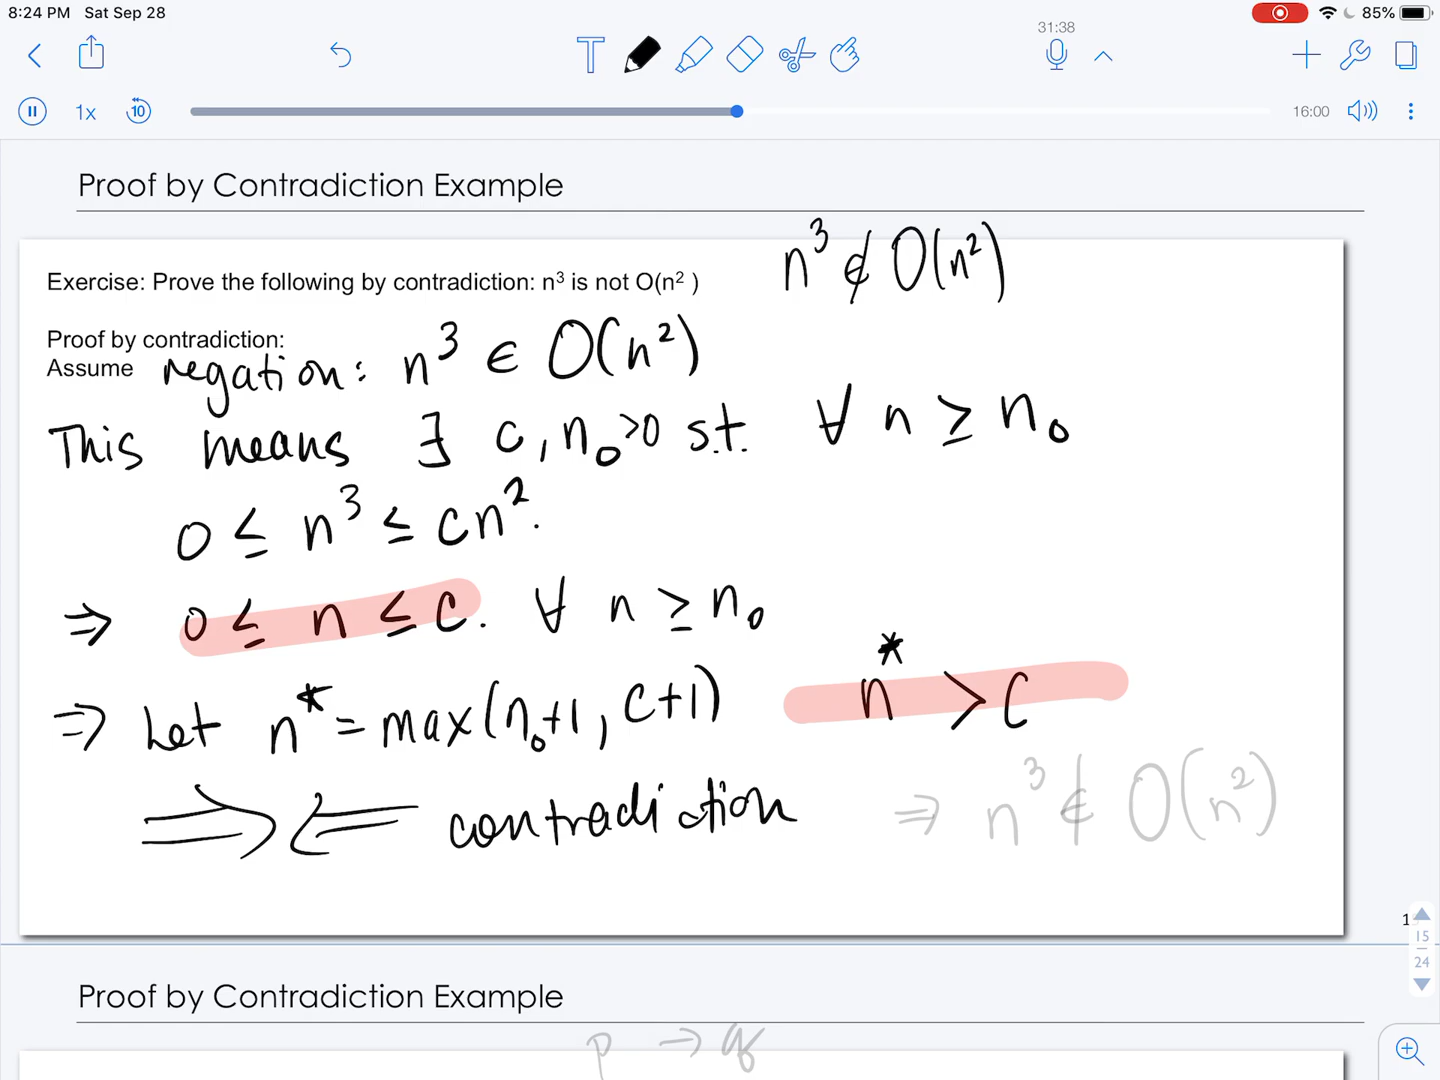 8:24 PM Sat Sep 28 85%
T 31:38
1x 10 16:00
Proof by Contradiction Example
n³ ∉ O(n²)
Exercise: Prove the following by contradiction: n³ is not O(n² )
Proof by contradiction:
Assume negation: n³ ∈ O(n²)
This means ∃ c, n₀ >0 s.t. ∀ n ≥ n₀
0 ≤ n³ ≤ cn².
⇒ 0 ≤ n ≤ c. ∀ n ≥ n₀
⇒ Let n* = max(n₀+1, c+1) n* > c
⇒⇐ contradiction ⇒ n³ ∉ O(n²)
15
24
Proof by Contradiction Example
p → q